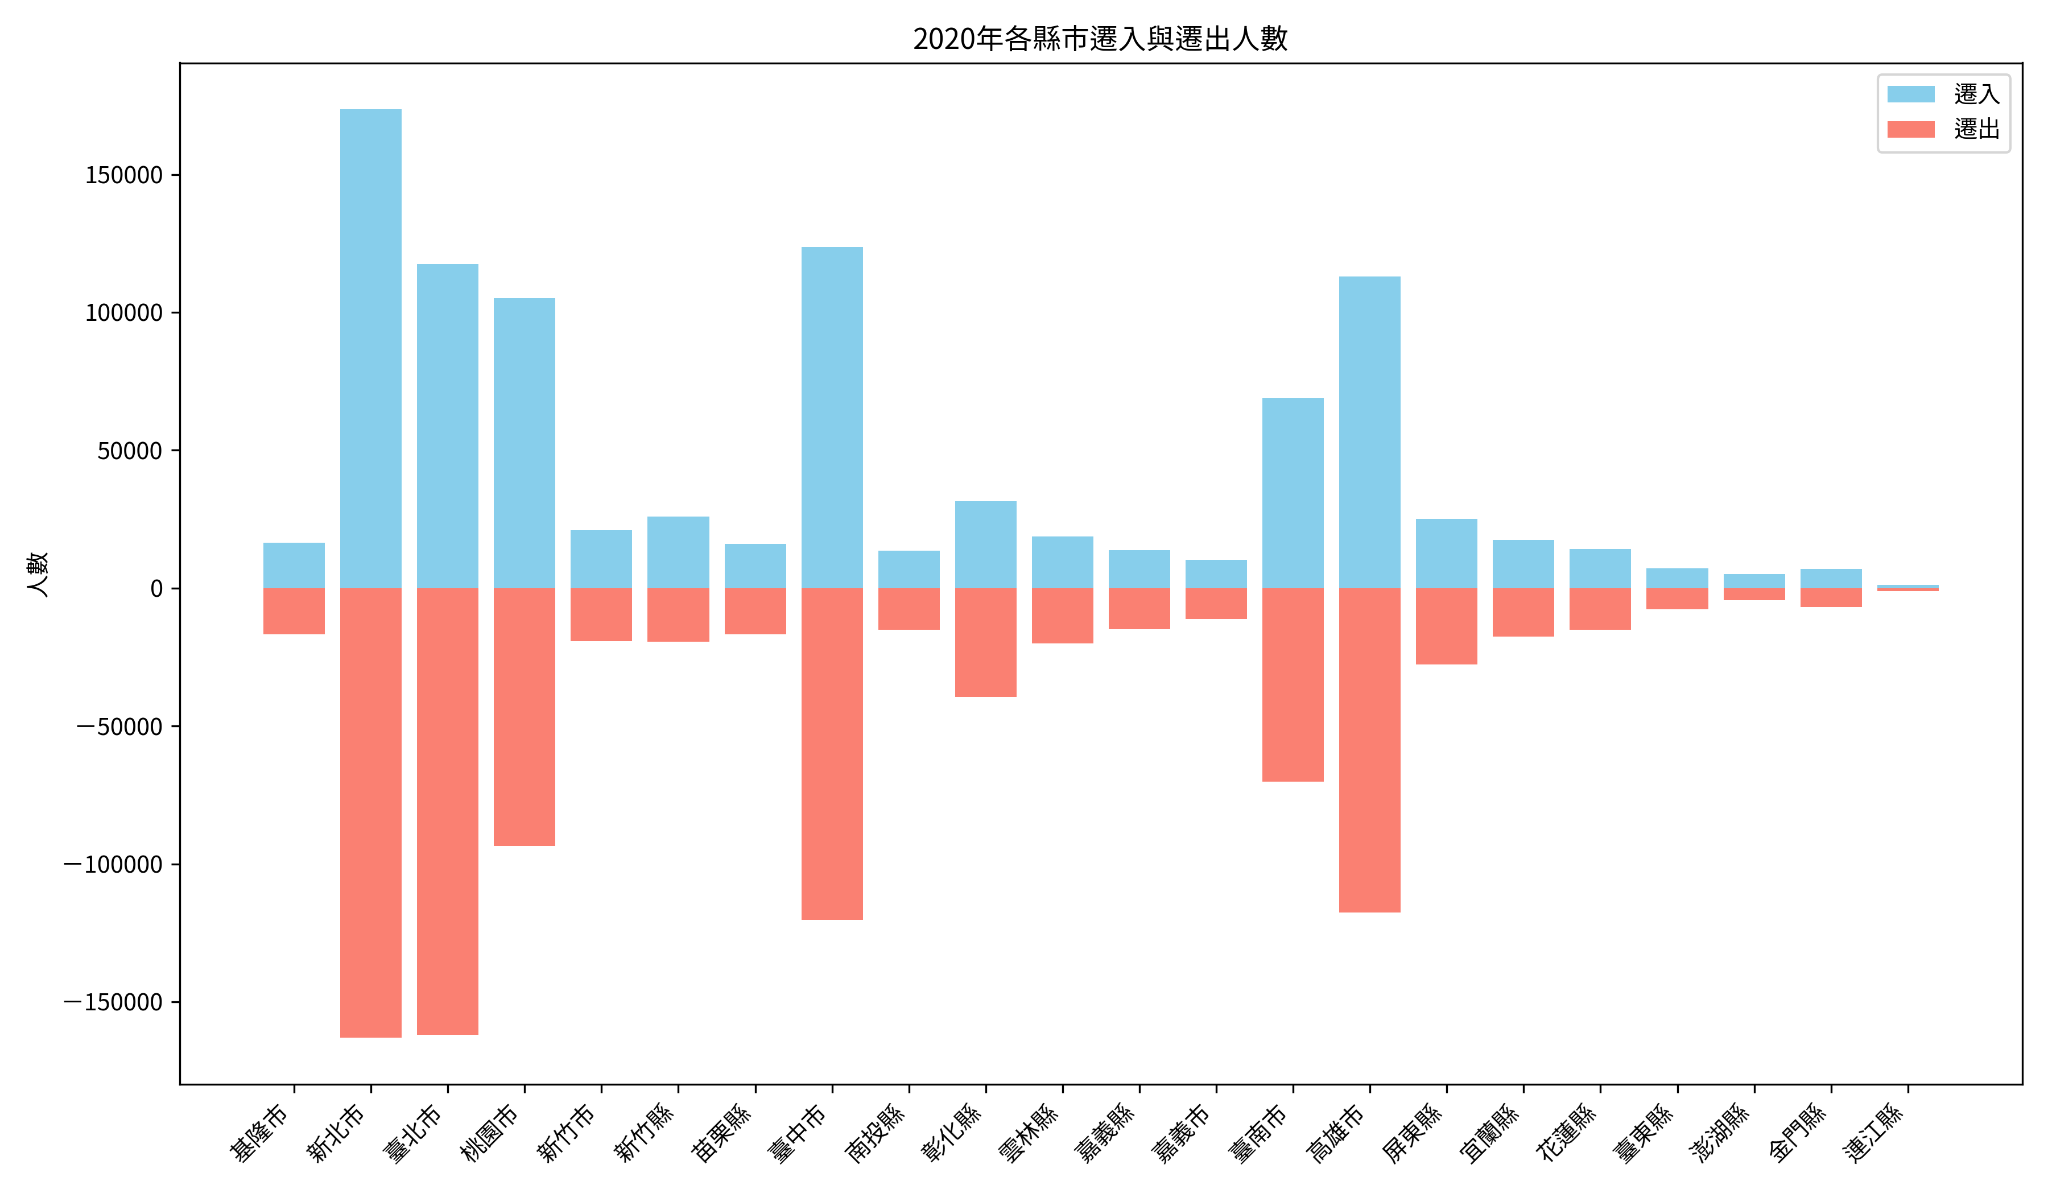 2020年各縣市遷入與遷出人數
遷入
遷出
人數
150000
100000
50000
0
−50000
−100000
−150000
基隆市
新北市
臺北市
桃園市
新竹市
新竹縣
苗栗縣
臺中市
南投縣
彰化縣
雲林縣
嘉義縣
嘉義市
臺南市
高雄市
屏東縣
宜蘭縣
花蓮縣
臺東縣
澎湖縣
金門縣
連江縣